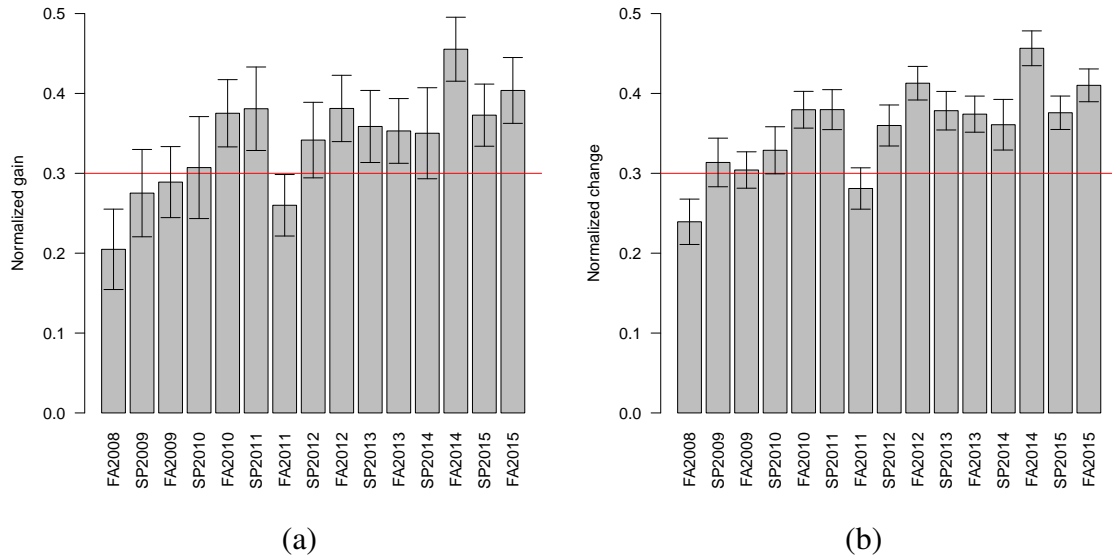 Normalized gain
0.5
0.4
0.3
0.2
0.1
0.0
FA2008
SP2009
FA2009
SP2010
FA2010
SP2011
FA2011
SP2012
FA2012
SP2013
FA2013
SP2014
FA2014
SP2015
FA2015
(a)
Normalized change
0.5
0.4
0.3
0.2
0.1
0.0
FA2008
SP2009
FA2009
SP2010
FA2010
SP2011
FA2011
SP2012
FA2012
SP2013
FA2013
SP2014
FA2014
SP2015
FA2015
(b)